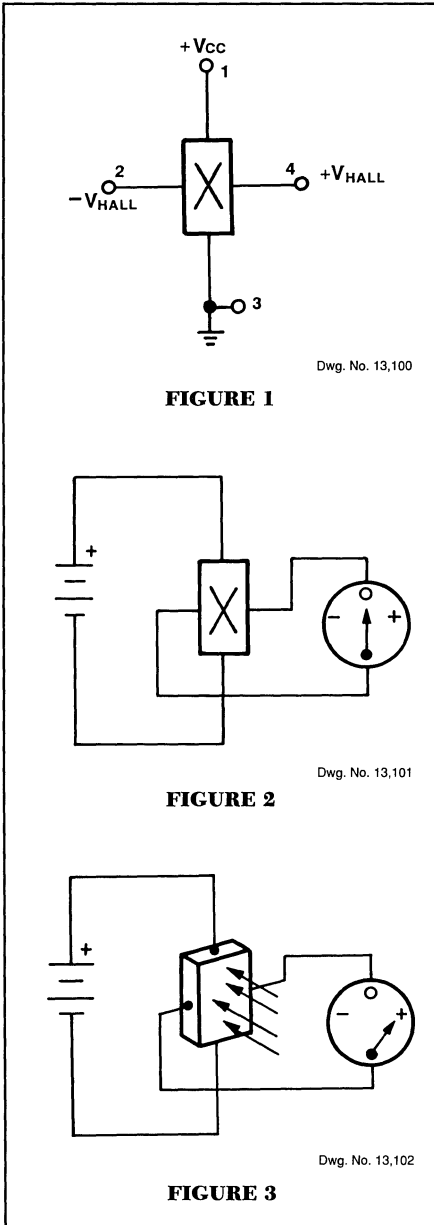 +VCC
1
2
4
+VHALL
−VHALL
3
Dwg. No. 13,100
FIGURE 1
+
− +
Dwg. No. 13,101
FIGURE 2
+
− +
Dwg. No. 13,102
FIGURE 3